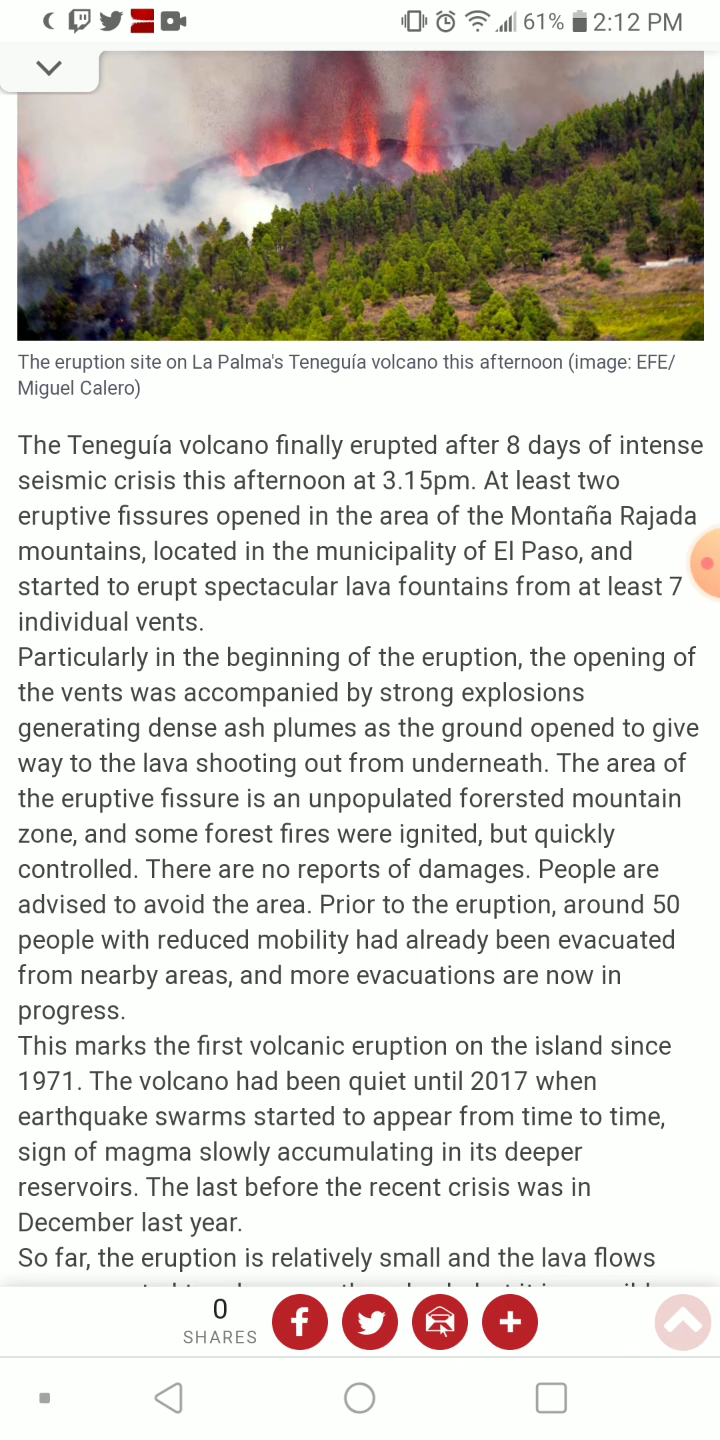 61% 2:12 PM
The eruption site on La Palma's Teneguía volcano this afternoon (image: EFE/
Miguel Calero)
The Teneguía volcano finally erupted after 8 days of intense
seismic crisis this afternoon at 3.15pm. At least two
eruptive fissures opened in the area of the Montaña Rajada
mountains, located in the municipality of El Paso, and
started to erupt spectacular lava fountains from at least 7
individual vents.
Particularly in the beginning of the eruption, the opening of
the vents was accompanied by strong explosions
generating dense ash plumes as the ground opened to give
way to the lava shooting out from underneath. The area of
the eruptive fissure is an unpopulated forersted mountain
zone, and some forest fires were ignited, but quickly
controlled. There are no reports of damages. People are
advised to avoid the area. Prior to the eruption, around 50
people with reduced mobility had already been evacuated
from nearby areas, and more evacuations are now in
progress.
This marks the first volcanic eruption on the island since
1971. The volcano had been quiet until 2017 when
earthquake swarms started to appear from time to time,
sign of magma slowly accumulating in its deeper
reservoirs. The last before the recent crisis was in
December last year.
So far, the eruption is relatively small and the lava flows
0
SHARES